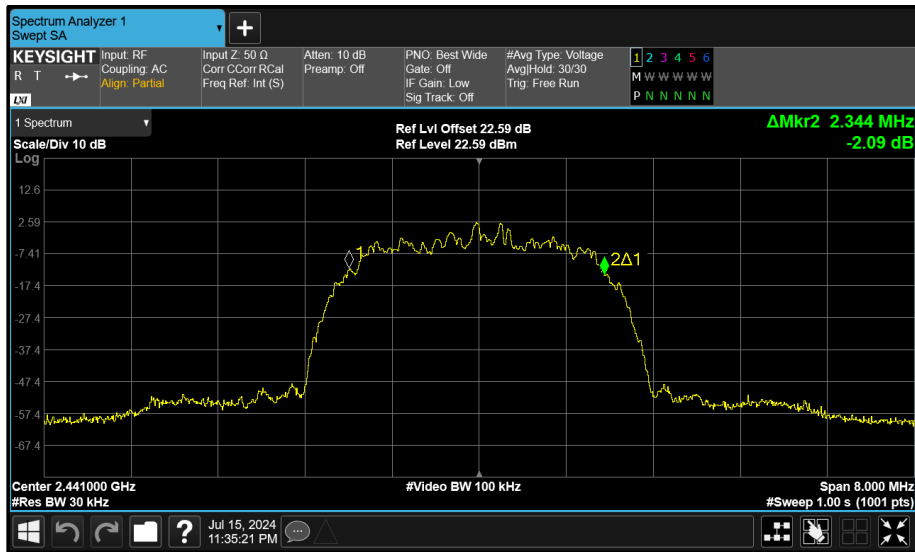 Spectrum Analyzer 1
Swept SA
+
KEYSIGHT
R T
LXI
Input: RF
Coupling: AC
Align: Partial
Input Z: 50 Ω
Corr CCorr RCal
Freq Ref: Int (S)
Atten: 10 dB
Preamp: Off
PNO: Best Wide
Gate: Off
IF Gain: Low
Sig Track: Off
#Avg Type: Voltage
Avg|Hold: 30/30
Trig: Free Run
1 2 3 4 5 6
M W W W W W
P N N N N N
1 Spectrum
Scale/Div 10 dB
Log
Ref Lvl Offset 22.59 dB
Ref Level 22.59 dBm
ΔMkr2 2.344 MHz
-2.09 dB
12.6
2.59
-7.41
-17.4
-27.4
-37.4
-47.4
-57.4
-67.4
1
2Δ1
Center 2.441000 GHz
#Res BW 30 kHz
#Video BW 100 kHz
Span 8.000 MHz
#Sweep 1.00 s (1001 pts)
?
Jul 15, 2024
11:35:21 PM